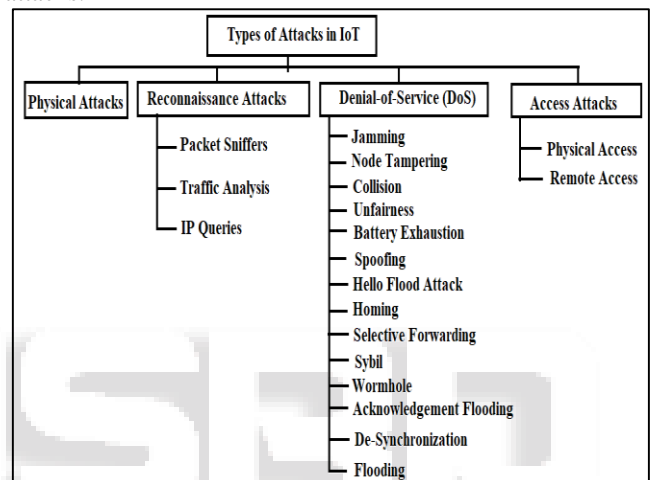 Types of Attacks in IoT
Physical Attacks
Reconnaissance Attacks
Packet Sniffers
Traffic Analysis
IP Queries
Denial-of-Service (DoS)
Jamming
Node Tampering
Collision
Unfairness
Battery Exhaustion
Spoofing
Hello Flood Attack
Homing
Selective Forwarding
Sybil
Wormhole
Acknowledgement Flooding
De-Synchronization
Flooding
Access Attacks
Physical Access
Remote Access